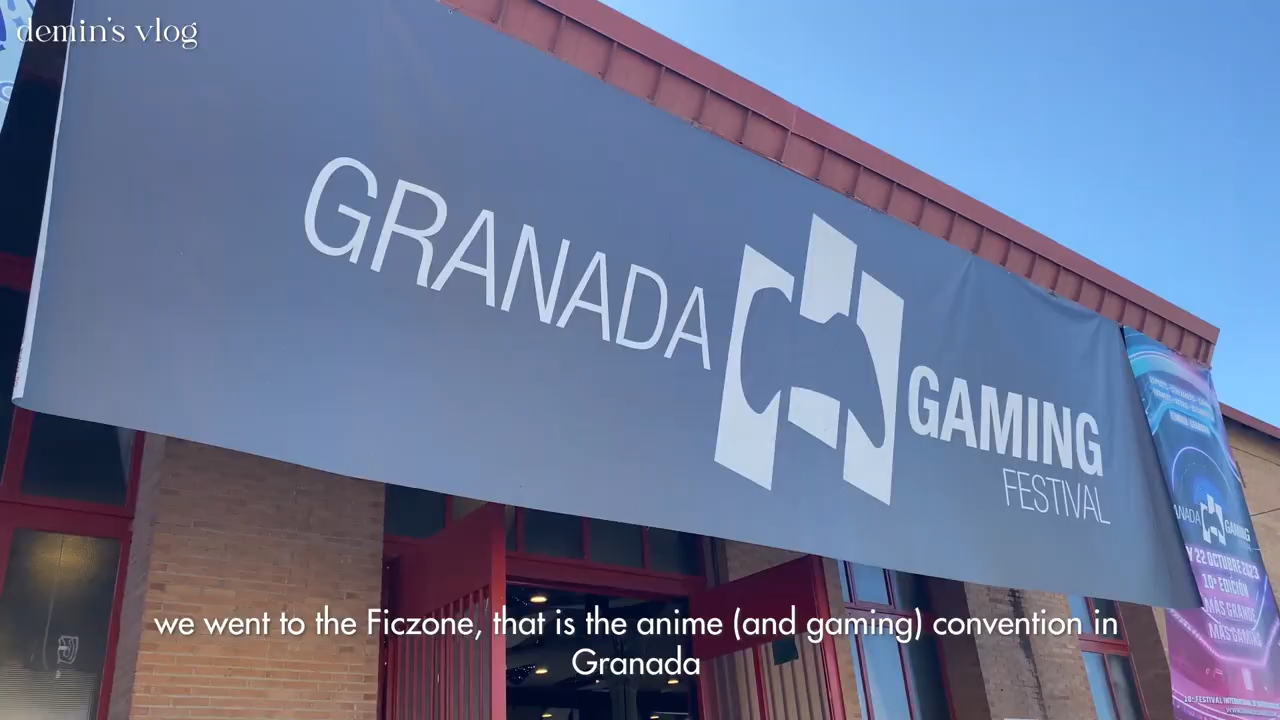 demin's vlog
GRANADA
GAMING
FESTIVAL
GAMING
Y 22 OCTUBRE 2023
10ª EDICIÓN
MÁS GRANDE
MÁS GAMING
we went to the Ficzone, that is the anime (and gaming) convention in
Granada